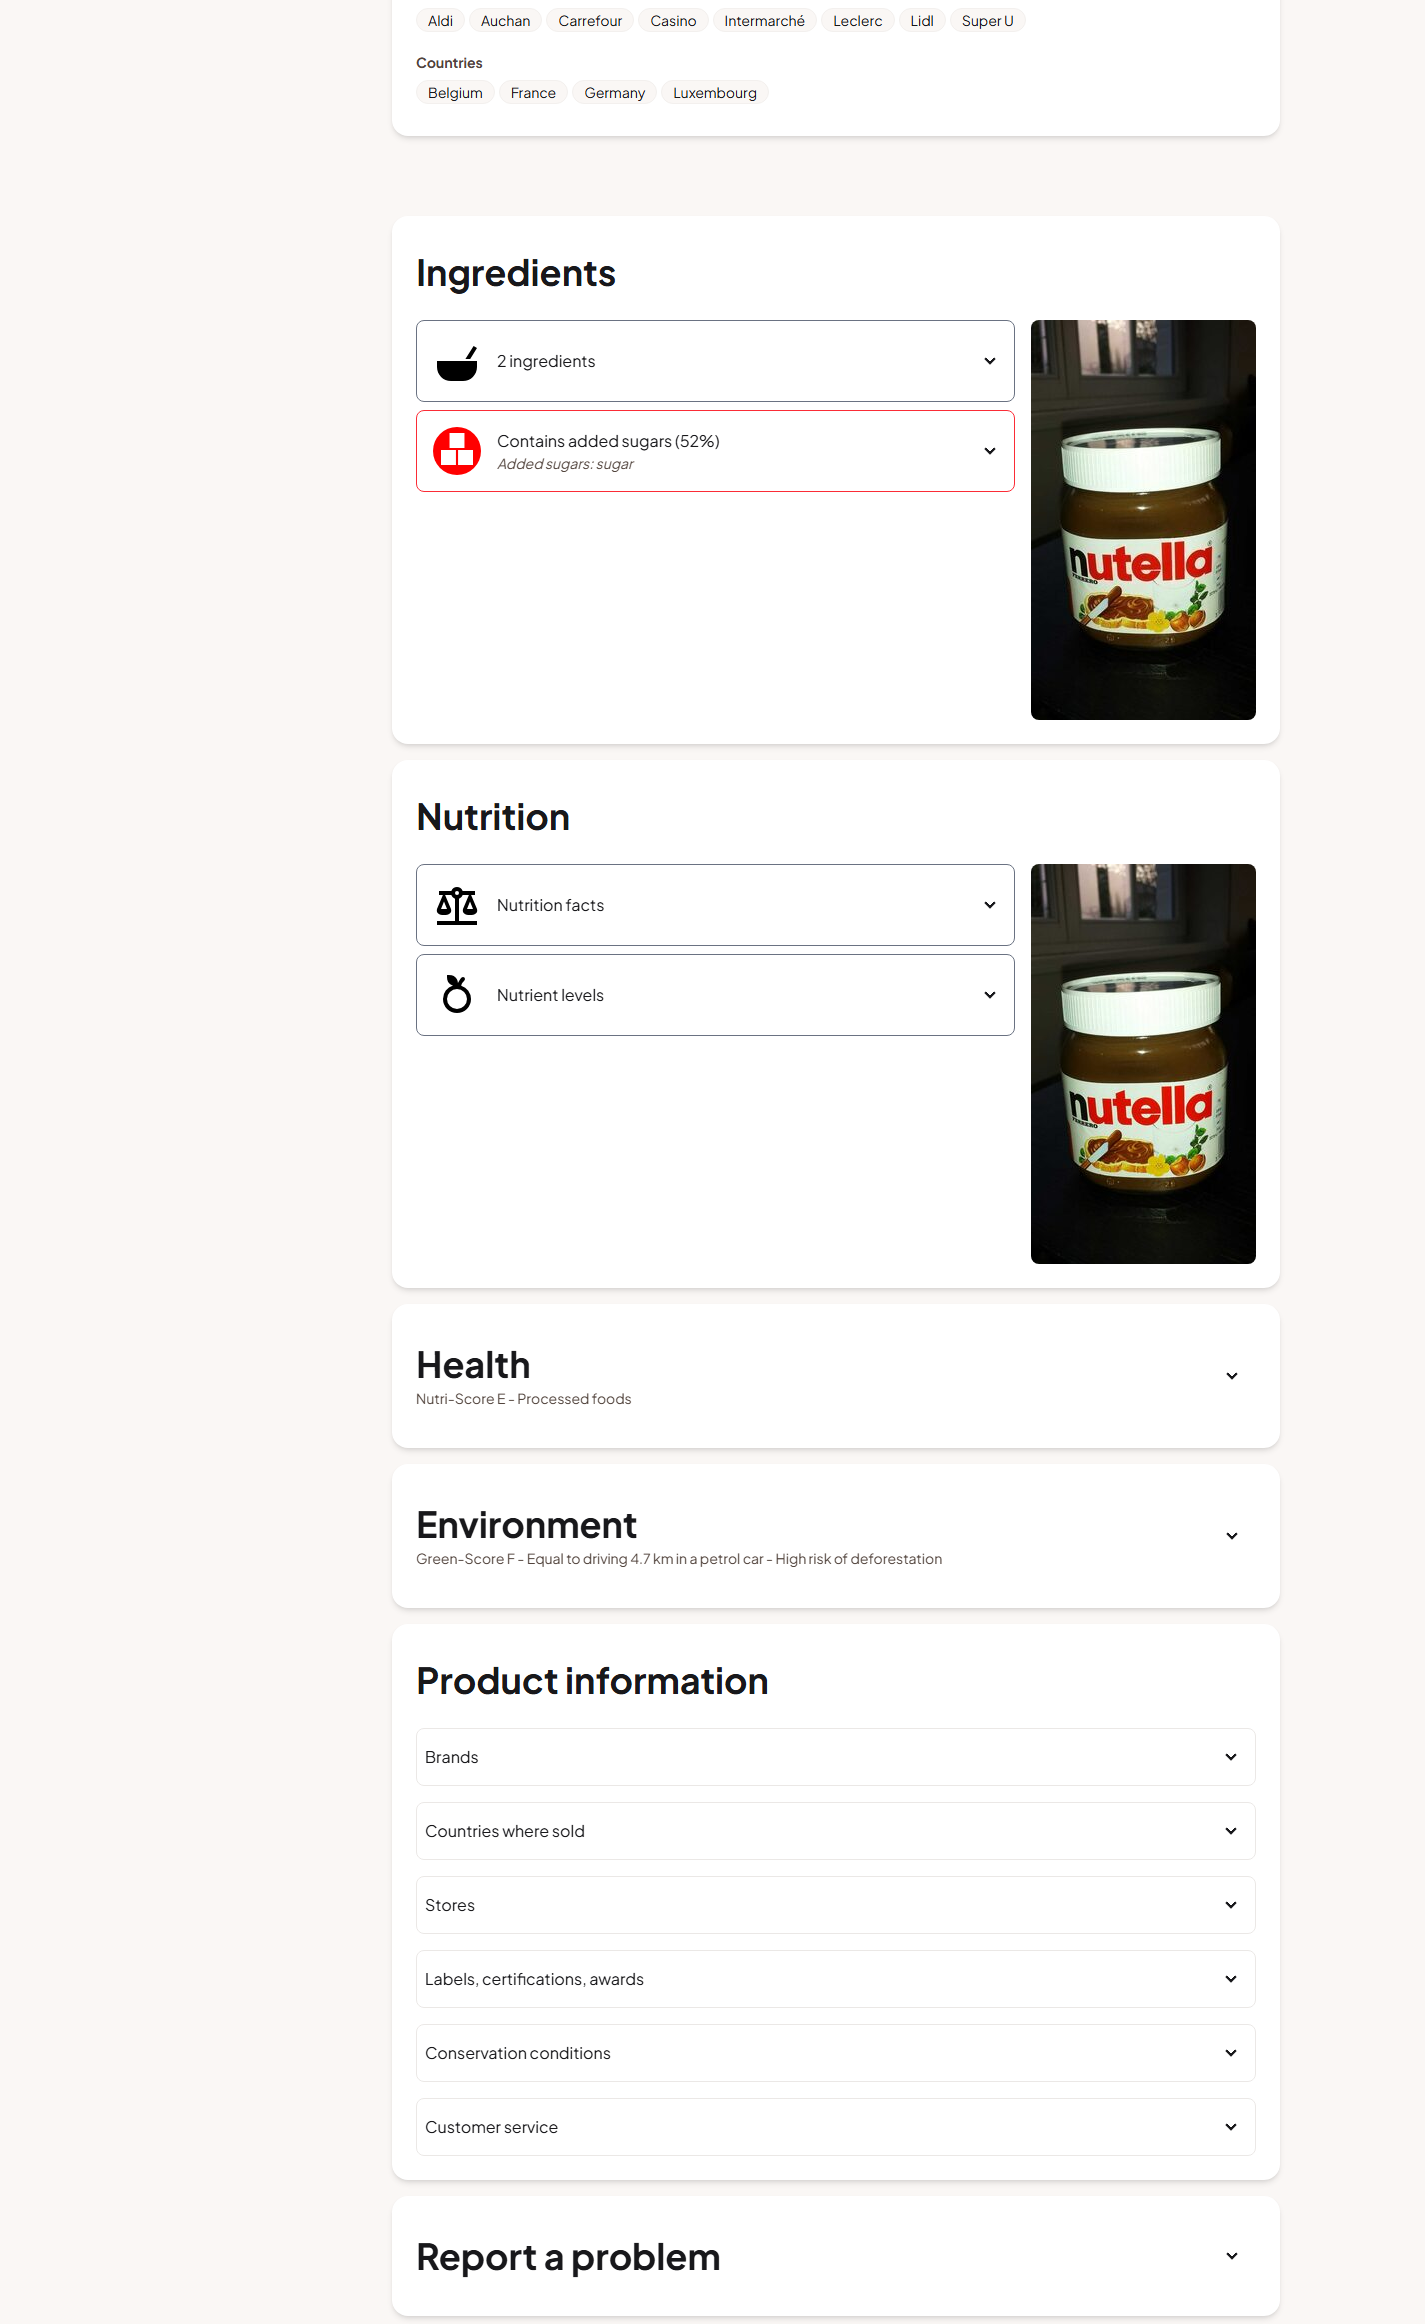 Aldi Auchan Carrefour Casino Intermarché Leclerc Lidl Super U
Countries
Belgium France Germany Luxembourg
Ingredients
2 ingredients
Contains added sugars (52%)
Added sugars: sugar
nutella
FERRERO
Nutrition
Nutrition facts
Nutrient levels
nutella
FERRERO
Health
Nutri-Score E - Processed foods
Environment
Green-Score F - Equal to driving 4.7 km in a petrol car - High risk of deforestation
Product information
Brands
Countries where sold
Stores
Labels, certifications, awards
Conservation conditions
Customer service
Report a problem